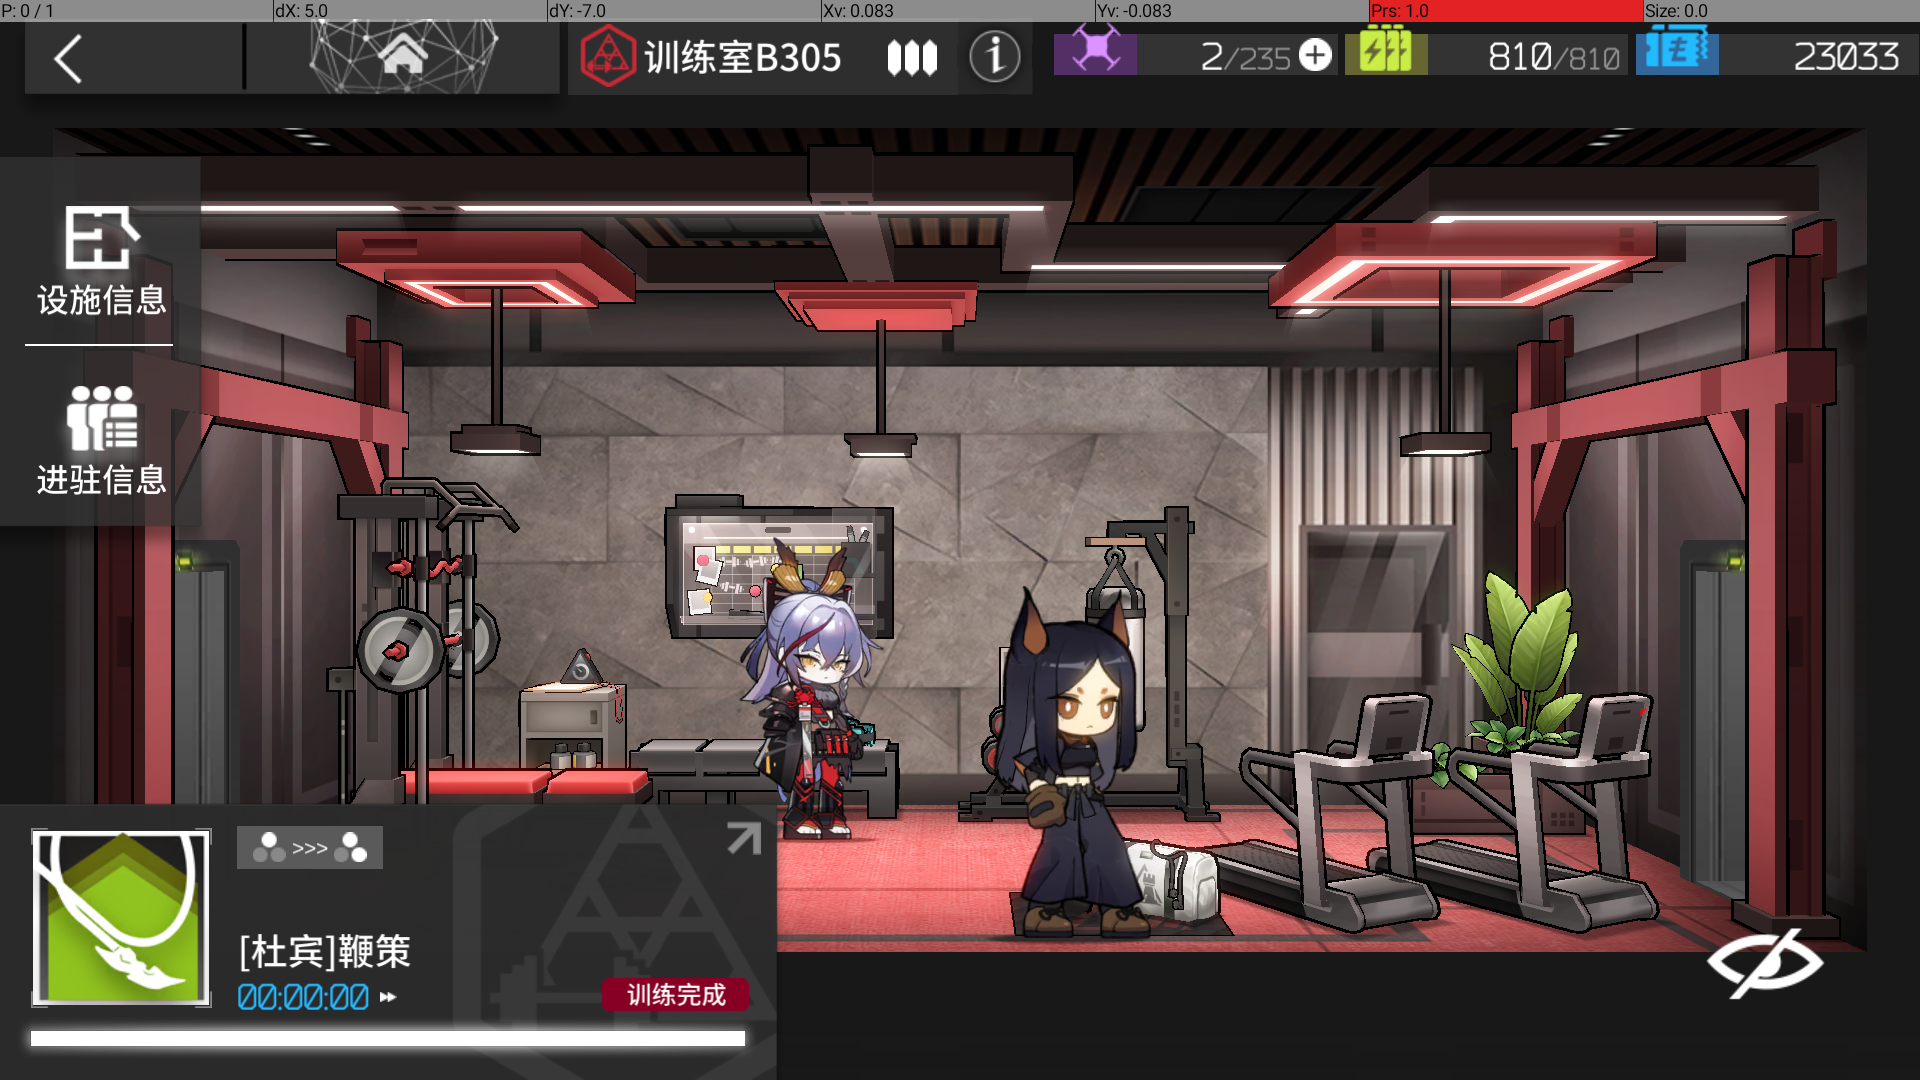 P: 0 / 1
dX: 5.0
dY: -7.0
Xv: 0.083
Yv: -0.083
Prs: 1.0
Size: 0.0
训练室B305
2/235
810/810
23033
设施信息
进驻信息
>>>
[杜宾]鞭策
00:00:00
训练完成